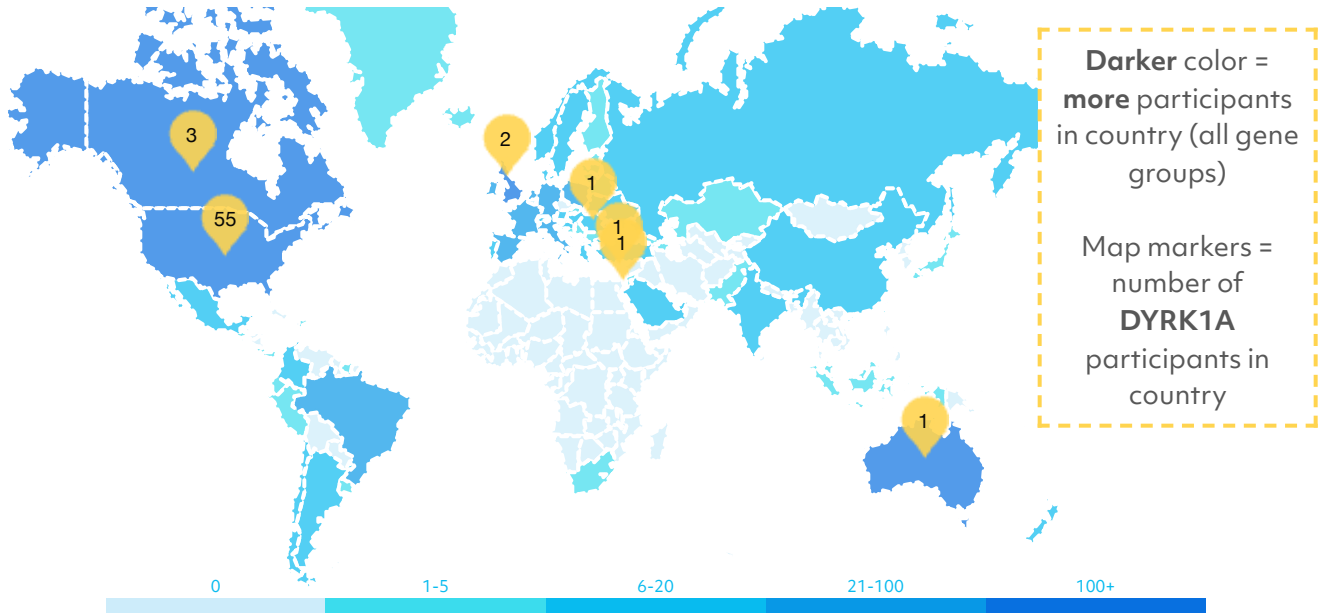 Darker color =
more participants
in country (all gene
groups)
Map markers =
number of
DYRK1A
participants in
country
3
2
1
55
1
1
1
0 1-5 6-20 21-100 100+